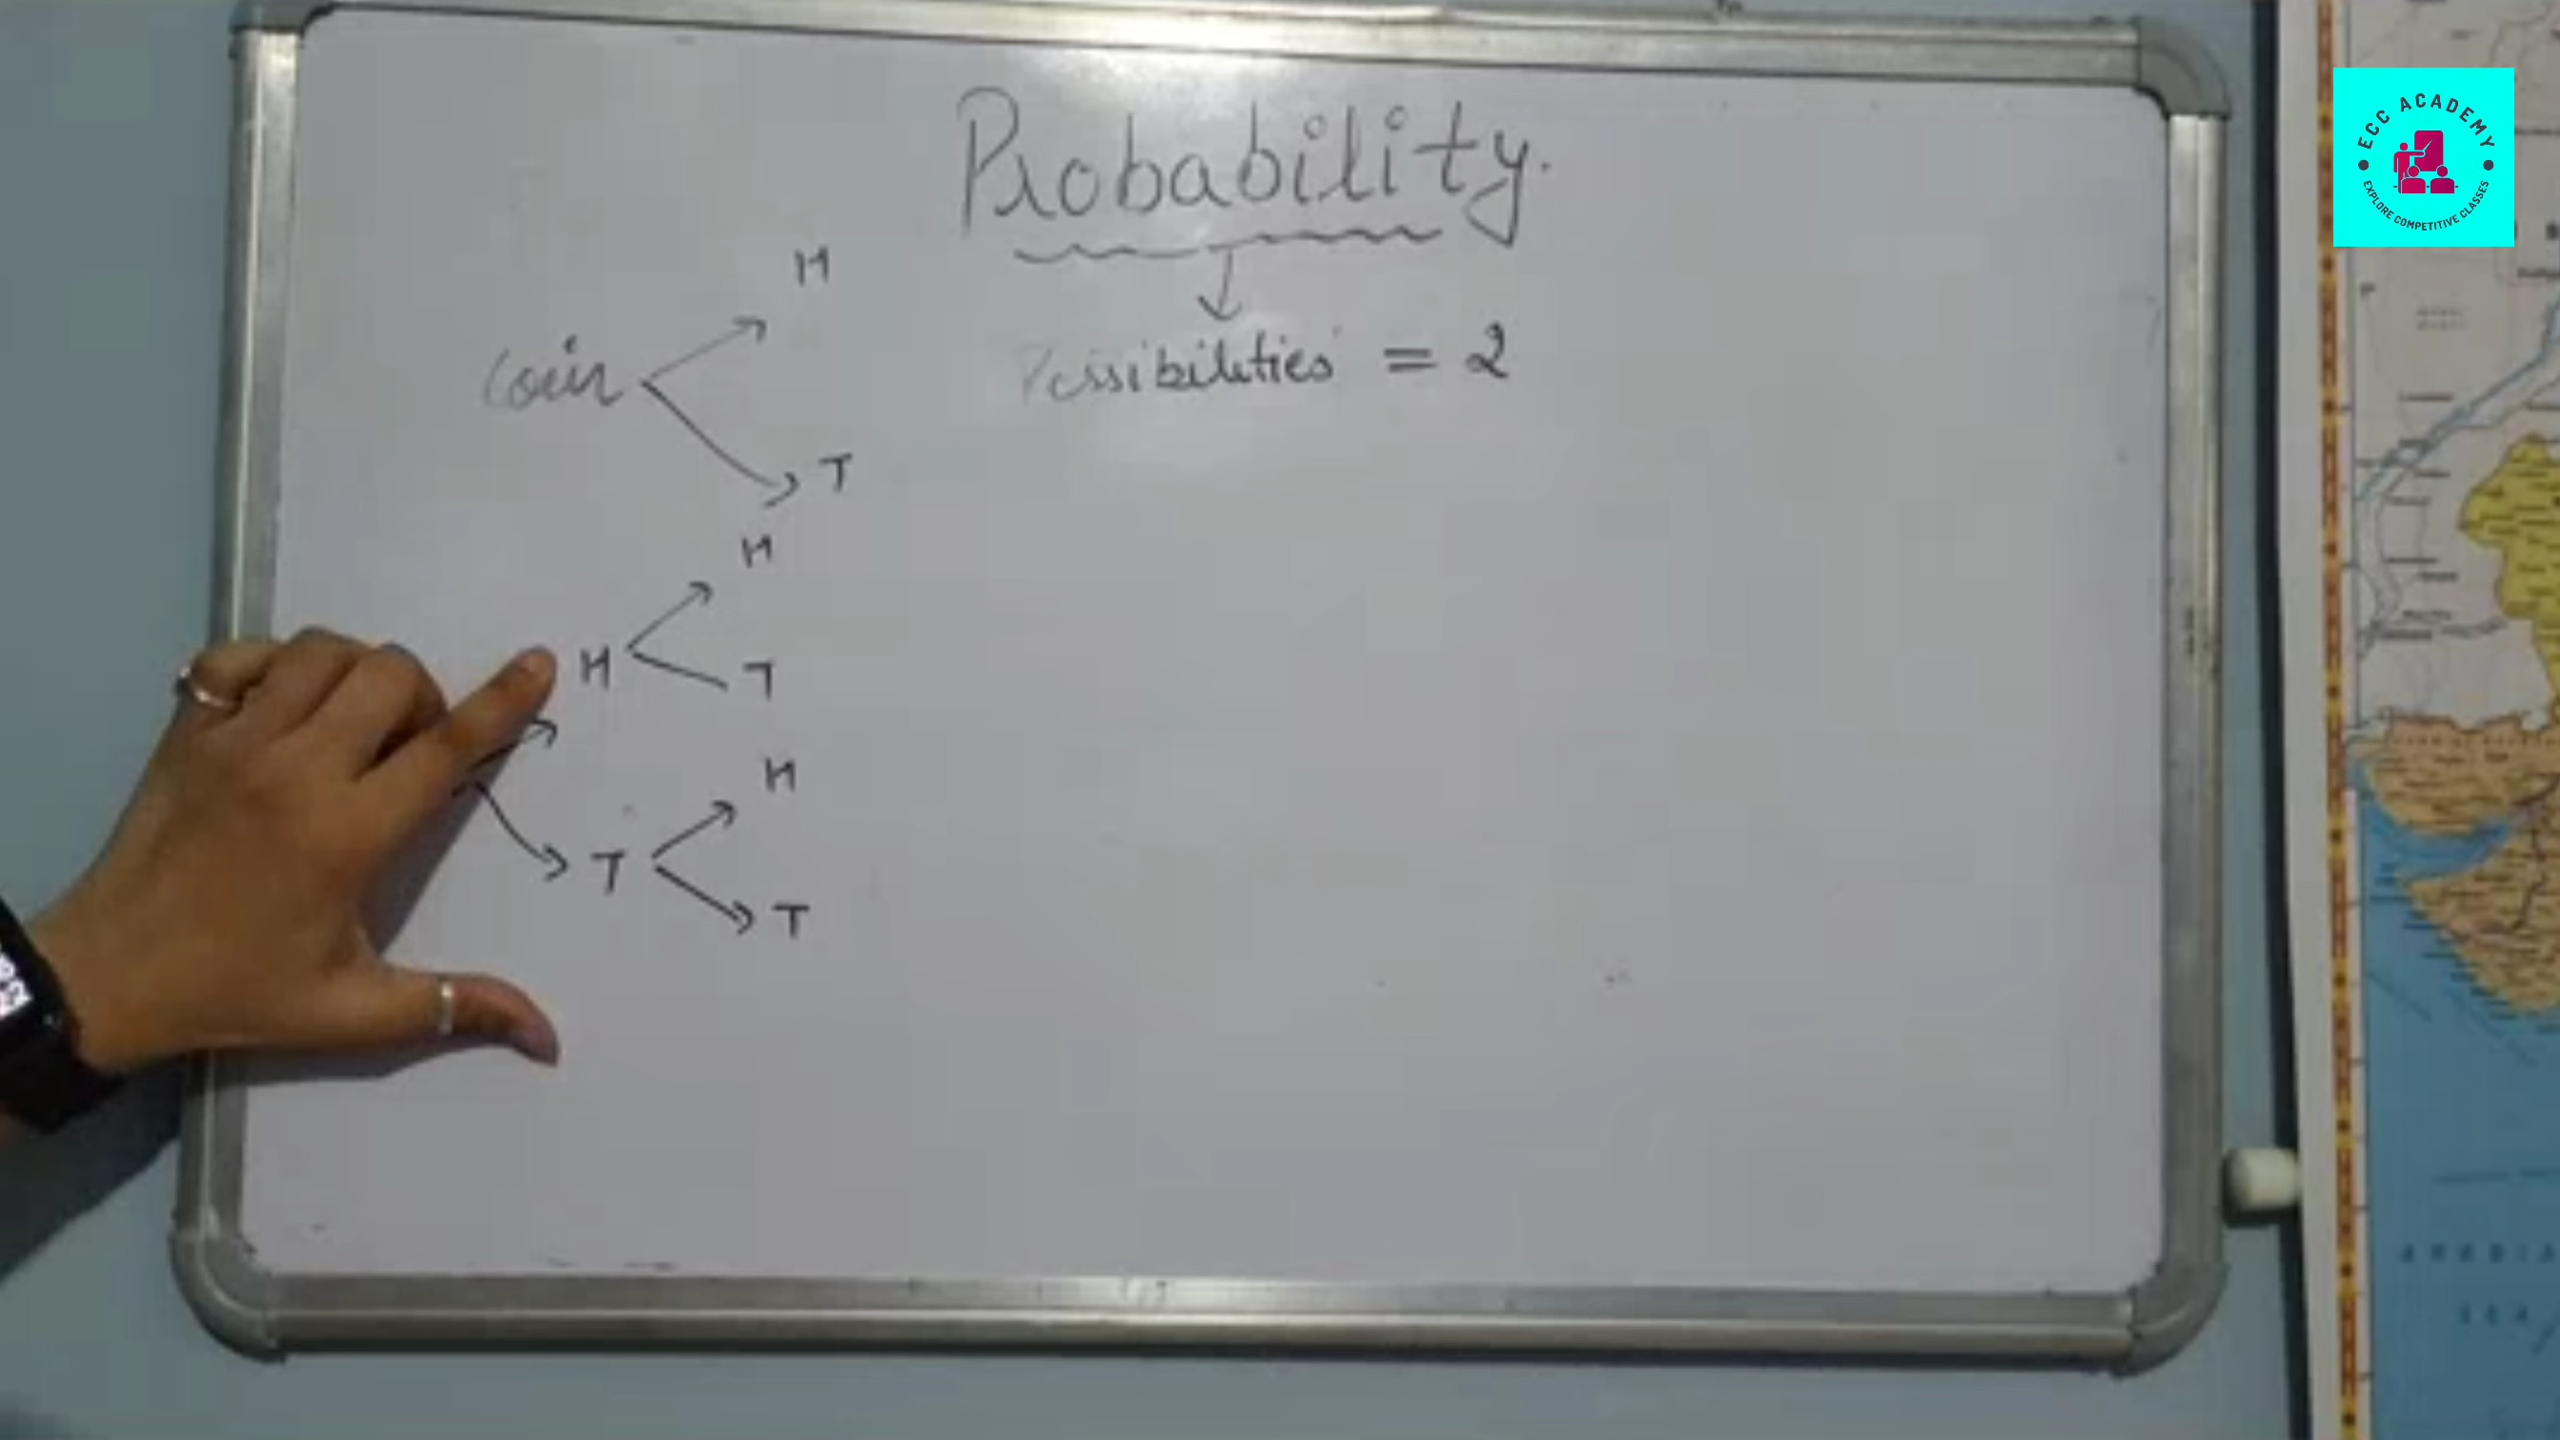 Probability.
H
Coin
Possibilities = 2
T
H
H
T
H
T
T
ECC ACADEMY
EXPLORE COMPETITIVE CLASSES